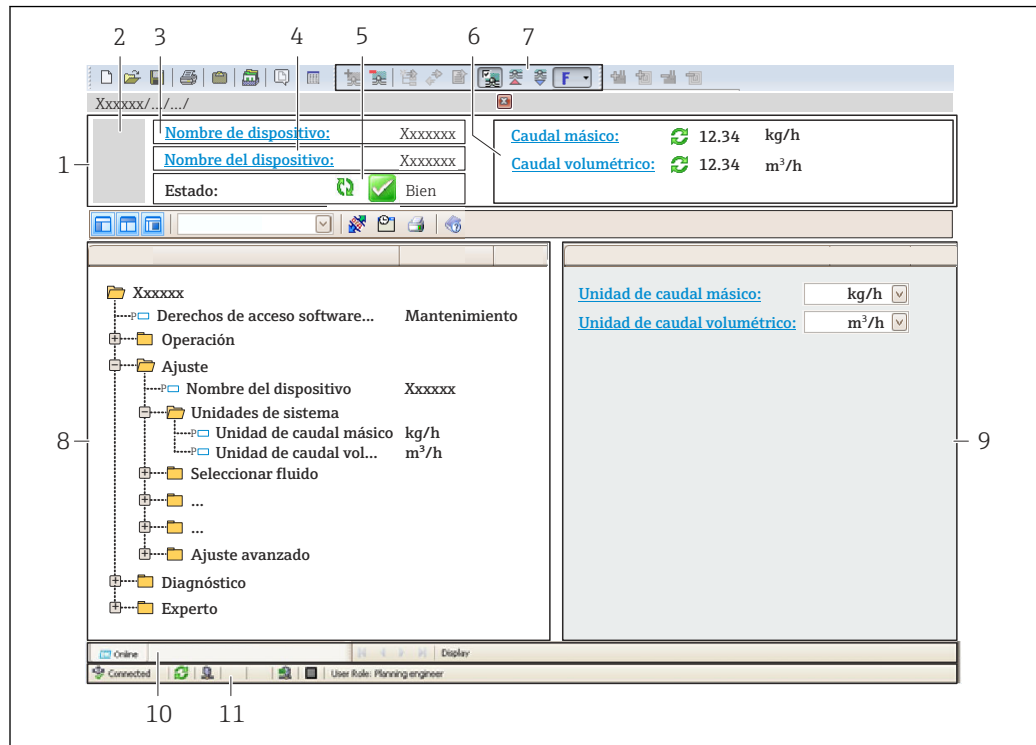 2 3 4 5 6 7
F
Xxxxxx/.../.../
1
Nombre de dispositivo: Xxxxxxx
Nombre del dispositivo: Xxxxxxx
Estado: Bien
Caudal másico: 12.34 kg/h
Caudal volumétrico: 12.34 m³/h
Xxxxxx
P Derechos de acceso software... Mantenimiento
Operación
Ajuste
P Nombre del dispositivo Xxxxxx
Unidades de sistema
P Unidad de caudal másico kg/h
P Unidad de caudal vol... m³/h
Seleccionar fluido
...
...
Ajuste avanzado
Diagnóstico
Experto
8
Unidad de caudal másico: kg/h
Unidad de caudal volumétrico: m³/h
9
Online Display
Connected User Role: Planning engineer
10 11